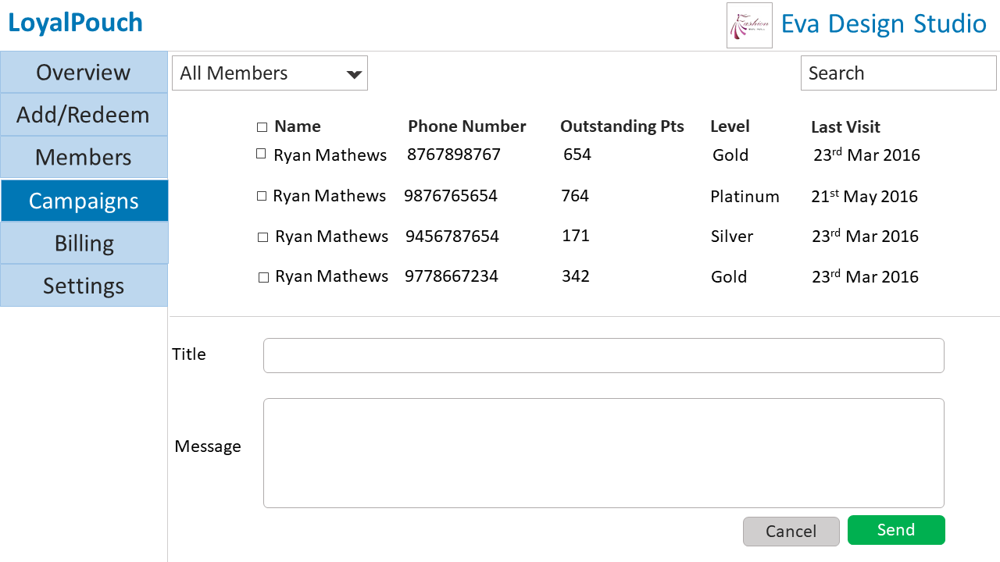 LoyalPouch
Fashion
Eva Design Studio
Overview
Add/Redeem
Members
Campaigns
Billing
Settings
All Members
Search
Name Phone Number Outstanding Pts Level Last Visit
Ryan Mathews 8767898767 654 Gold 23rd Mar 2016
Ryan Mathews 9876765654 764 Platinum 21st May 2016
Ryan Mathews 9456787654 171 Silver 23rd Mar 2016
Ryan Mathews 9778667234 342 Gold 23rd Mar 2016
Title
Message
Cancel Send